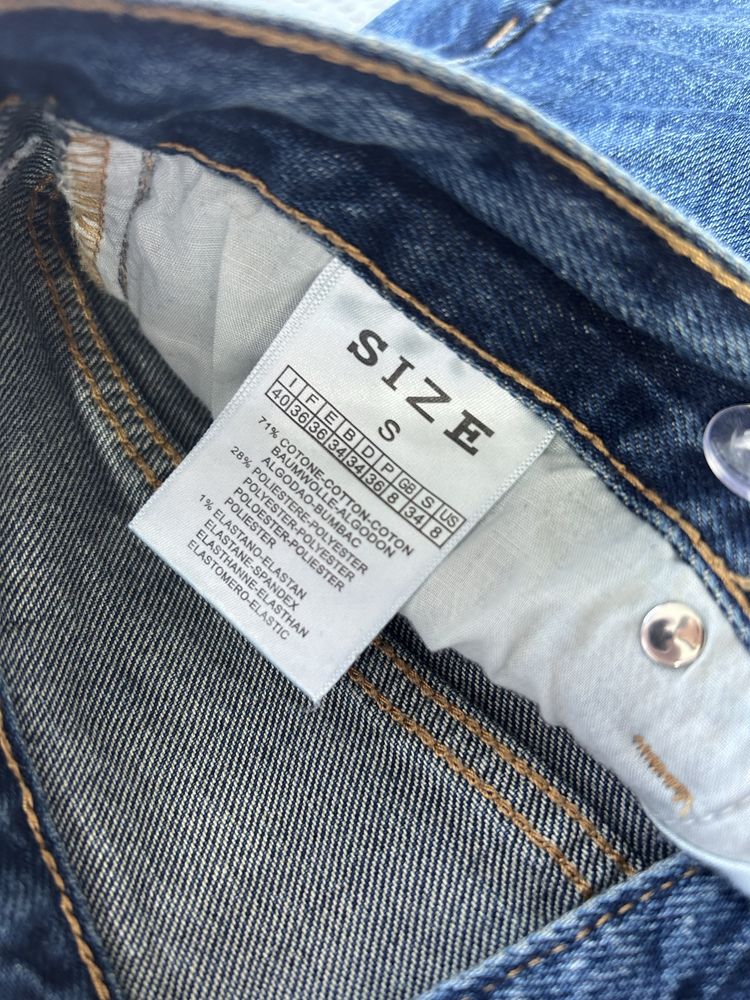 SIZE
S
I F E B D P GB S US
40 36 36 34 34 36 8 34 8
71% COTONE-COTTON-COTON
BAUMWOLLE-ALGODON
ALGODAO-BUMBAC
28% POLIESTERE-POLYESTER
POLYESTER-POLYESTER
POLOESTER-POLIESTER
POLIESTER
1% ELASTANO-ELASTAN
ELASTANE-SPANDEX
ELASTHANNE-ELASTHAN
ELASTOMERO-ELASTIC